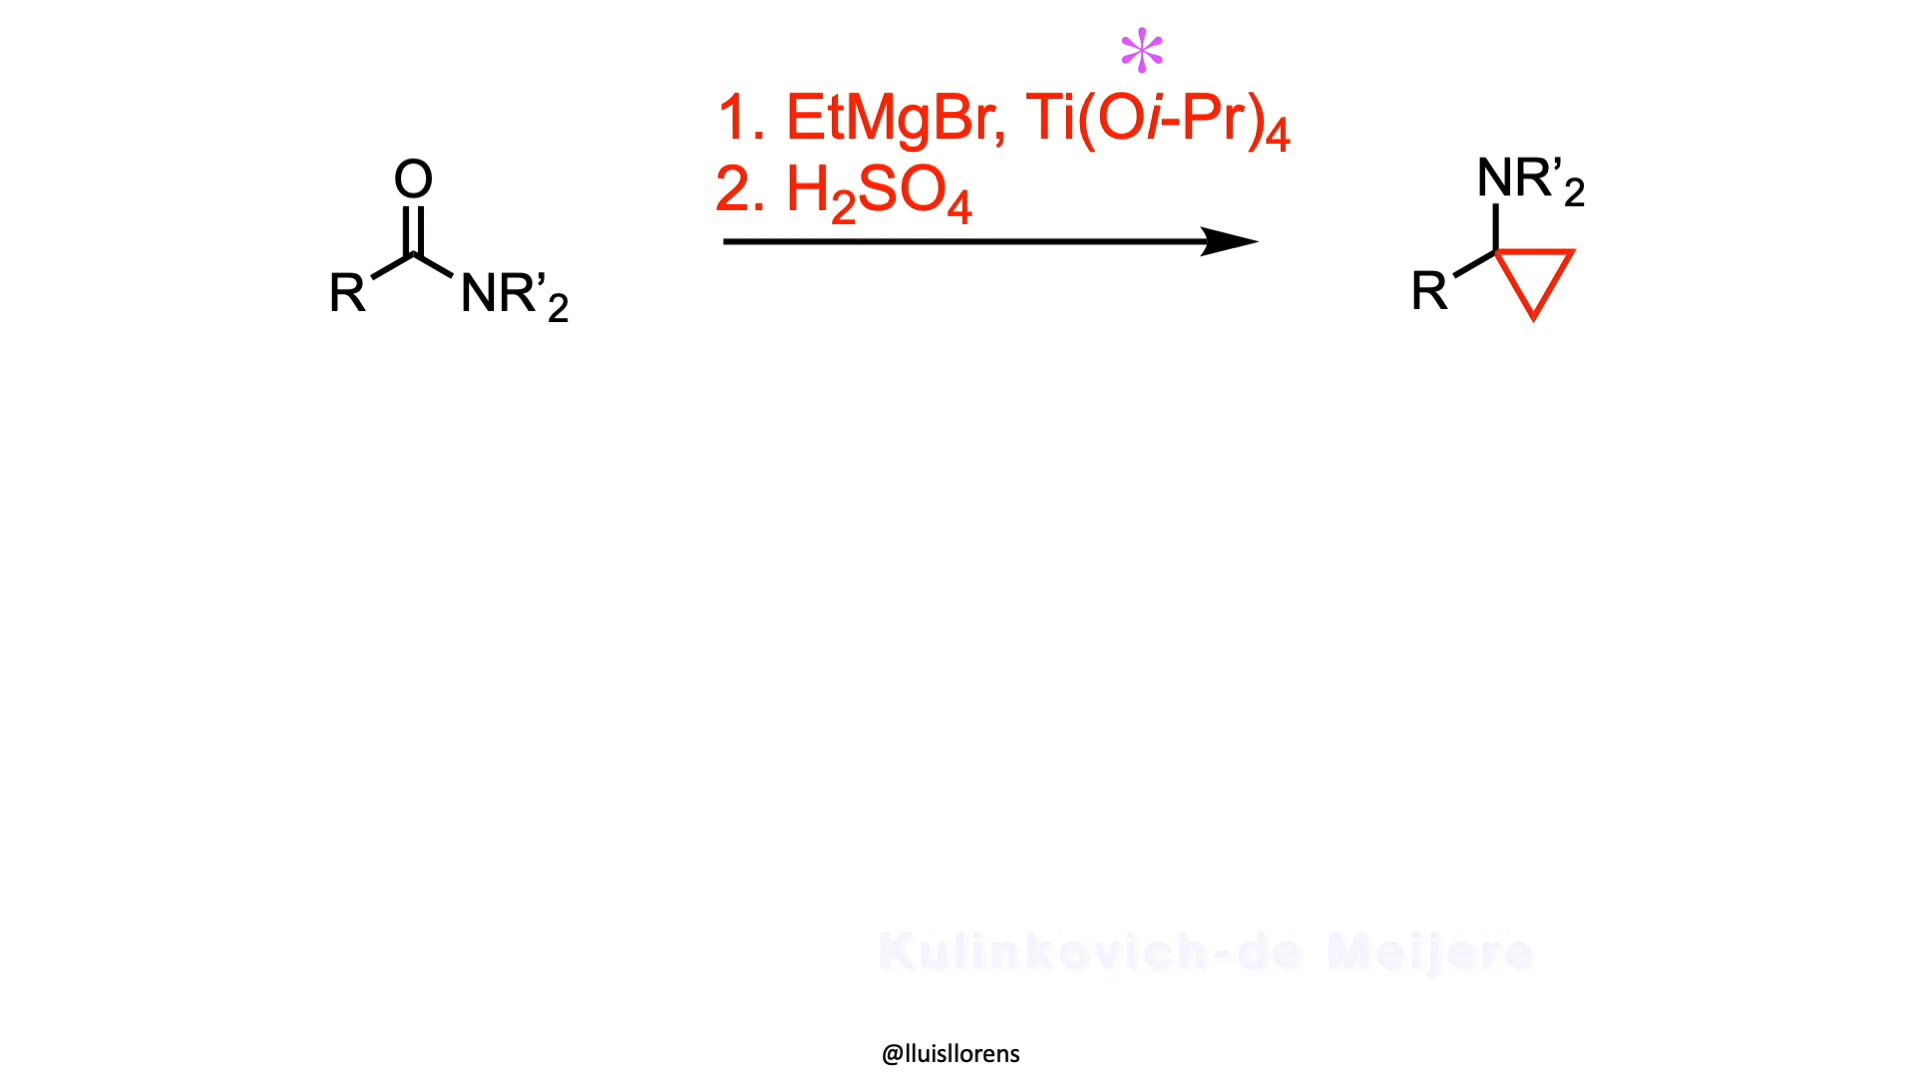 *
1. EtMgBr, Ti(Oi-Pr)4
2. H2SO4
O
R
NR’2
NR’2
R
Kulinkovich-de Meijere
@lluisllorens